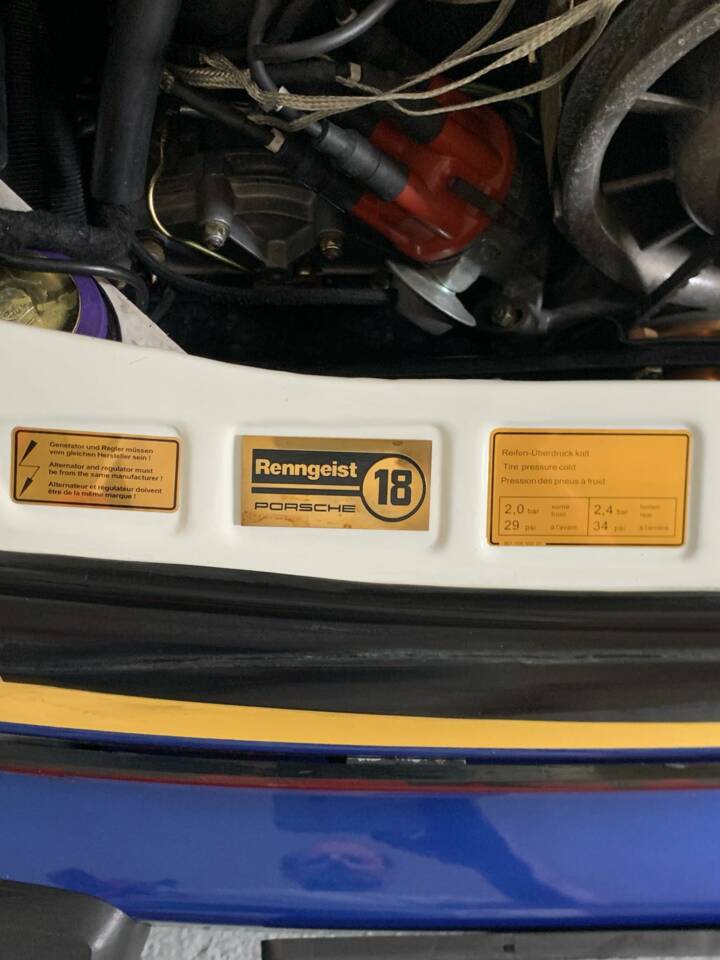 Generator und Regler müssen
vom gleichen Hersteller sein !
Alternator and regulator must
be from the same manufacturer !
Alternateur et régulateur doivent
être de la même marque !
Renngeist
18
PORSCHE
Reifen-Überdruck kalt
Tire pressure cold
Pression des pneus à froid
2,0 bar
29 psi à l'avant
2,4 bar hinten
34 psi à l'arrière